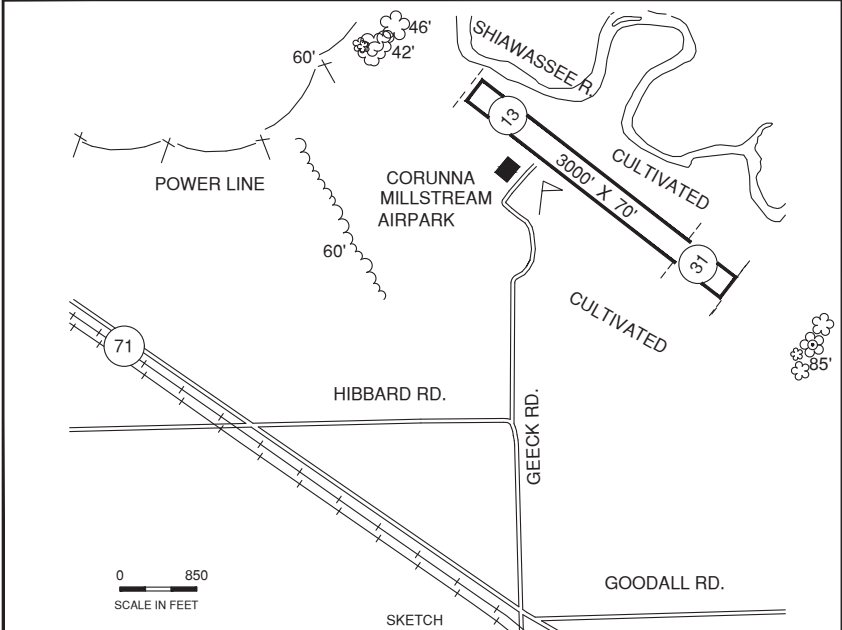 46'
60'
42'
SHIAWASSEE R.
13
POWER LINE
CORUNNA
MILLSTREAM
AIRPARK
3000' X 70'
CULTIVATED
60'
31
CULTIVATED
71
85'
HIBBARD RD.
GEECK RD.
0 850
SCALE IN FEET
GOODALL RD.
SKETCH